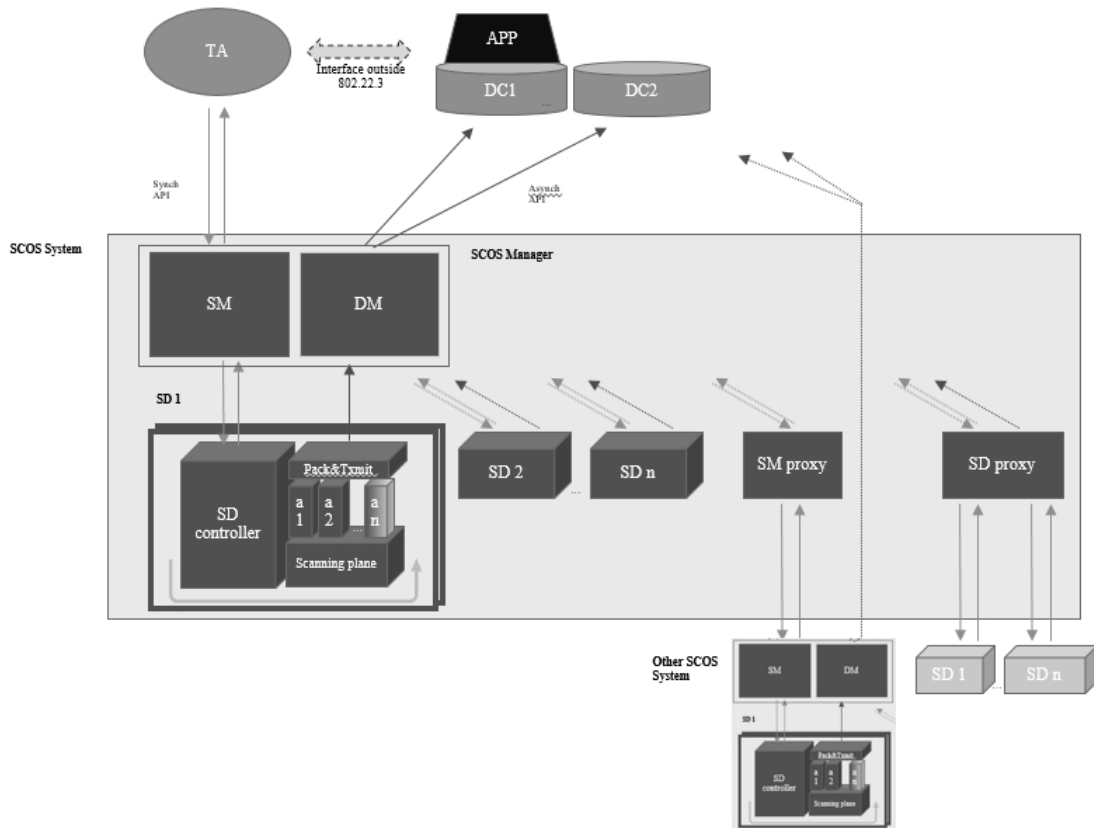 TA
Interface outside
802.22.3
APP
DC1
...
DC2
Synch
API
Asynch
API
SCOS System
SCOS Manager
SM
DM
SD 1
SD
controller
Pack&Txmit
a
1
a
2
...
a
n
Scanning plane
SD 2
...
SD n
SM proxy
SD proxy
Other SCOS
System
SM
DM
SD 1
SD
controller
Pack&Txmit
a
1
a
2
a
n
Scanning plane
SD 1
...
SD n